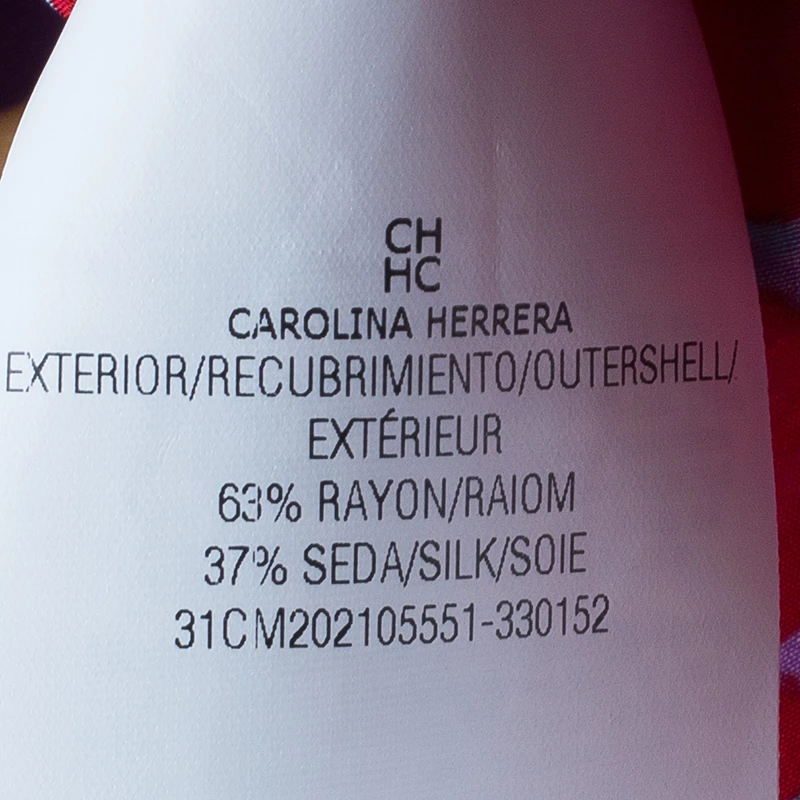 CH
HC
CAROLINA HERRERA
EXTERIOR/RECUBRIMIENTO/OUTERSHELL/
EXTÉRIEUR
63% RAYON/RAIOM
37% SEDA/SILK/SOIE
31CM202105551-330152